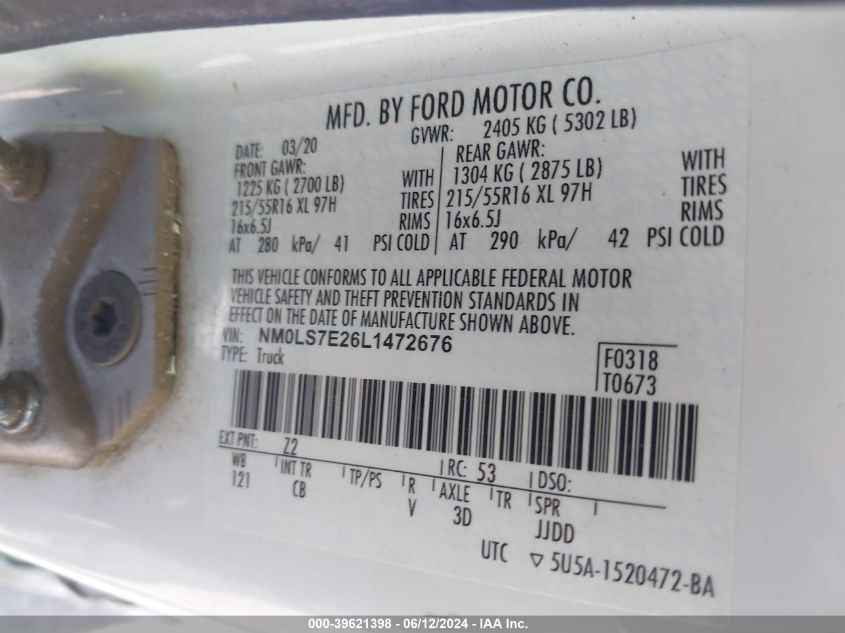 MFD. BY FORD MOTOR CO.
DATE: 03/20 GVWR: 2405 KG ( 5302 LB)
FRONT GAWR: REAR GAWR:
1225 KG ( 2700 LB) WITH 1304 KG ( 2875 LB) WITH
215/55R16 XL 97H TIRES 215/55R16 XL 97H TIRES
16x6.5J RIMS 16x6.5J RIMS
AT 280 kPa/ 41 PSI COLD AT 290 kPa/ 42 PSI COLD
THIS VEHICLE CONFORMS TO ALL APPLICABLE FEDERAL MOTOR
VEHICLE SAFETY AND THEFT PREVENTION STANDARDS IN
EFFECT ON THE DATE OF MANUFACTURE SHOWN ABOVE.
VIN: NM0LS7E26L1472676
TYPE: Truck
F0318
T0673
EXT PNT: Z2 RC: 53 DSO:
WB INT TR TP/PS R AXLE TR SPR
121 CB V 3D JJDD
UTC ▽ 5U5A-1520472-BA
000-39621398 - 06/12/2024 - IAA Inc.